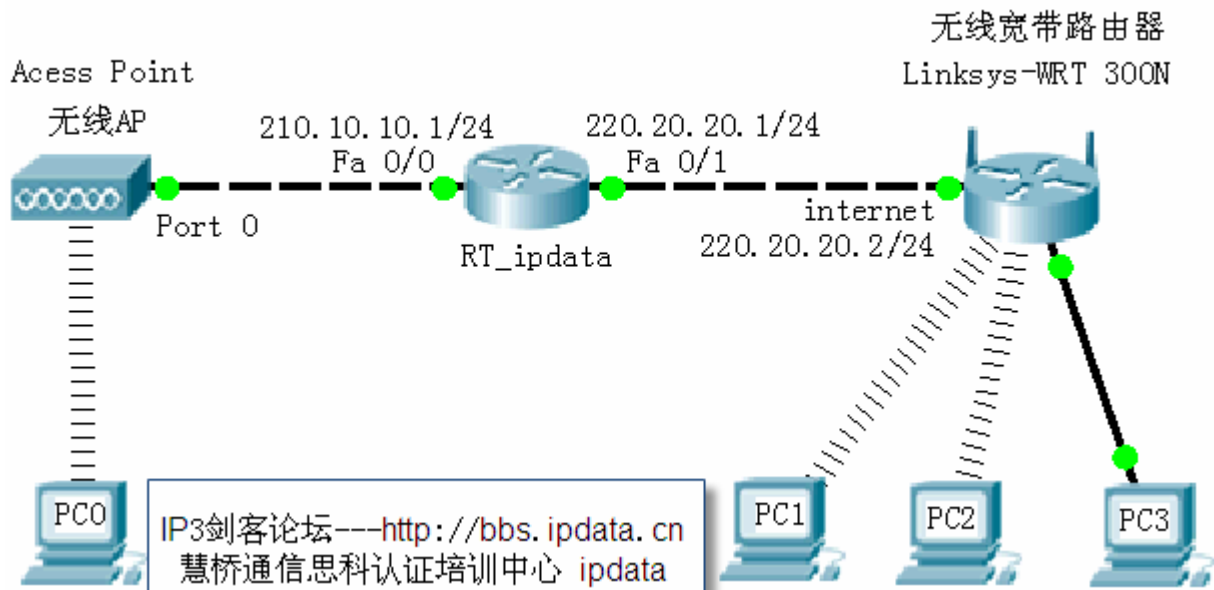 无线宽带路由器
Linksys-WRT 300N
Acess Point
无线AP
210.10.10.1/24
Fa 0/0
220.20.20.1/24
Fa 0/1
Port 0
RT_ipdata
internet
220.20.20.2/24
PC0
PC1
PC2
PC3
IP3剑客论坛---http://bbs.ipdata.cn
慧桥通信思科认证培训中心 ipdata